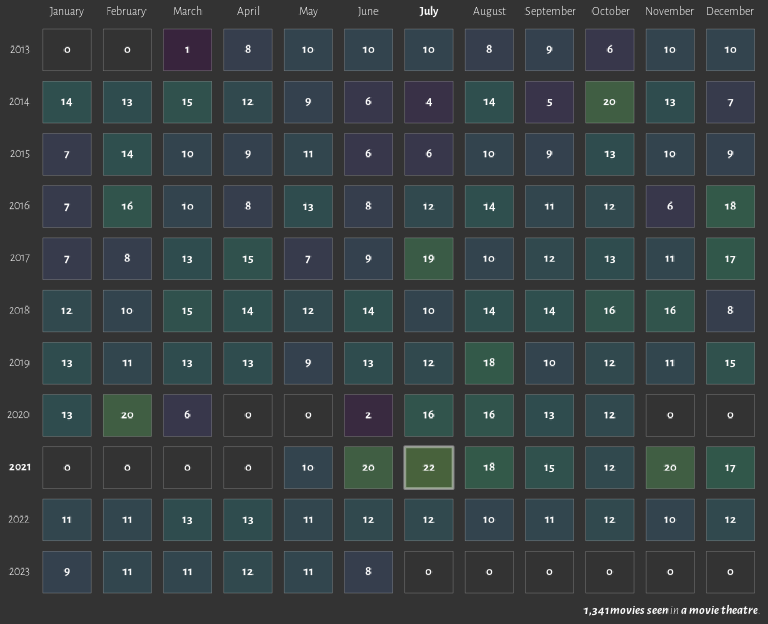 January February March April May June July August September October November December
2013 0 0 1 8 10 10 10 8 9 6 10 10
2014 14 13 15 12 9 6 4 14 5 20 13 7
2015 7 14 10 9 11 6 6 10 9 13 10 9
2016 7 16 10 8 13 8 12 14 11 12 6 18
2017 7 8 13 15 7 9 19 10 12 13 11 17
2018 12 10 15 14 12 14 10 14 14 16 16 8
2019 13 11 13 13 9 13 12 18 10 12 11 15
2020 13 20 6 0 0 2 16 16 13 12 0 0
2021 0 0 0 0 10 20 22 18 15 12 20 17
2022 11 11 13 13 11 12 12 10 11 12 10 12
2023 9 11 11 12 11 8 0 0 0 0 0 0
1,341 movies seen in a movie theatre.